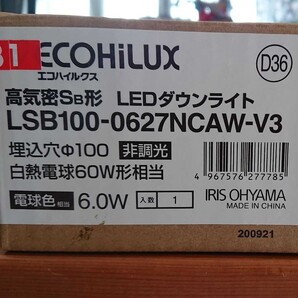 31
ECOHiLUX
エコハイルクス
D36
高気密SB形 LEDダウンライト
LSB100-0627NCAW-V3
埋込穴Φ100 非調光
白熱電球60W形相当
電球色相当 6.0W 入数 1
4 967576 277785
IRIS OHYAMA
MADE IN CHINA
200921